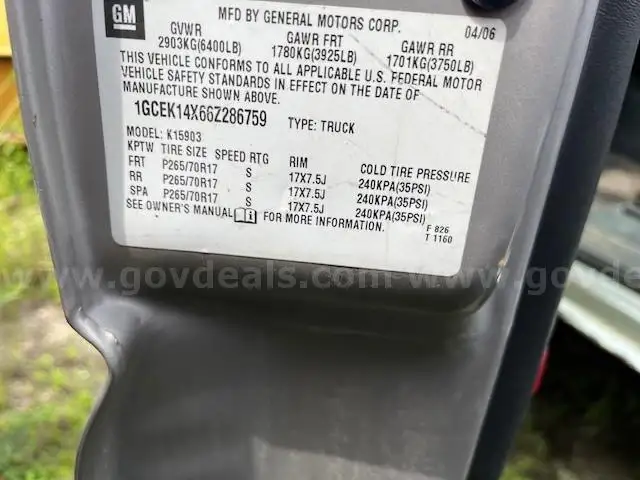 GM
MFD BY GENERAL MOTORS CORP. 04/06
GVWR GAWR FRT GAWR RR
2903KG(6400LB) 1780KG(3925LB) 1701KG(3750LB)
THIS VEHICLE CONFORMS TO ALL APPLICABLE U.S. FEDERAL MOTOR
VEHICLE SAFETY STANDARDS IN EFFECT ON THE DATE OF
MANUFACTURE SHOWN ABOVE.
1GCEK14X66Z286759 TYPE: TRUCK
MODEL: K15903
KPTW TIRE SIZE SPEED RTG RIM COLD TIRE PRESSURE
FRT P265/70R17 S 17X7.5J 240KPA(35PSI)
RR P265/70R17 S 17X7.5J 240KPA(35PSI)
SPA P265/70R17 S 17X7.5J 240KPA(35PSI)
SEE OWNER'S MANUAL FOR MORE INFORMATION.
F 826
T 1160
www.govdeals.com www.govdeals.com